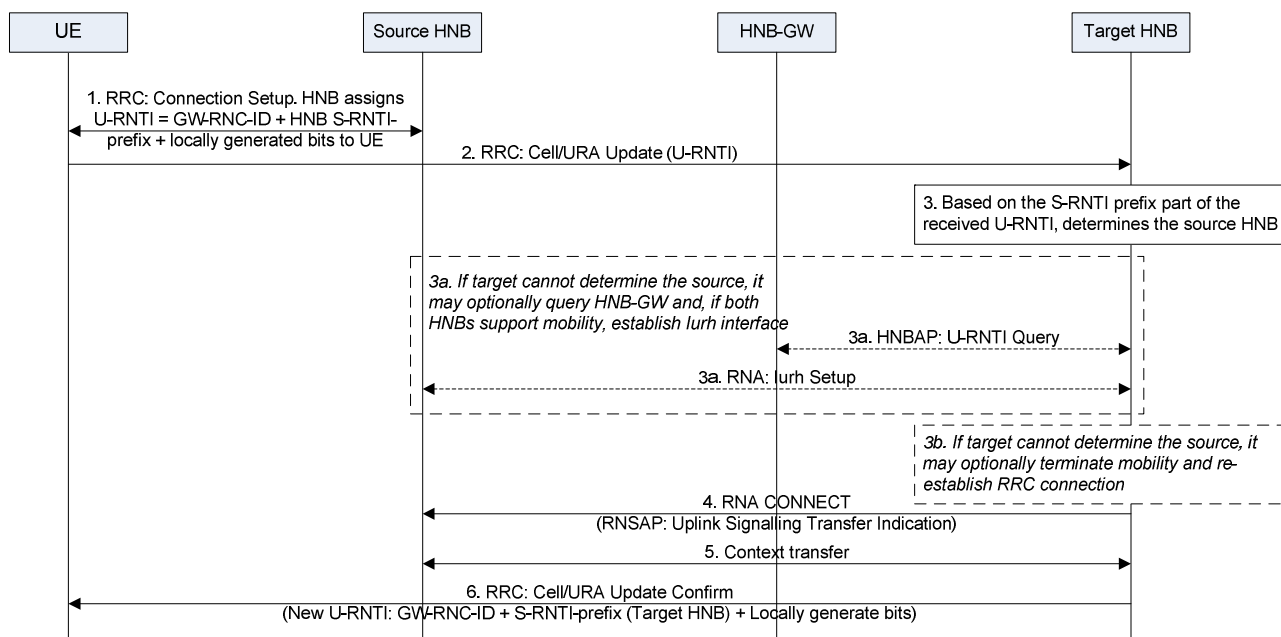 UE
Source HNB
HNB-GW
Target HNB
1. RRC: Connection Setup. HNB assigns
U-RNTI = GW-RNC-ID + HNB S-RNTI-
prefix + locally generated bits to UE
2. RRC: Cell/URA Update (U-RNTI)
3. Based on the S-RNTI prefix part of the
received U-RNTI, determines the source HNB
3a. If target cannot determine the source, it
may optionally query HNB-GW and, if both
HNBs support mobility, establish Iurh interface
3a. HNBAP: U-RNTI Query
3a. RNA: Iurh Setup
3b. If target cannot determine the source, it
may optionally terminate mobility and re-
establish RRC connection
4. RNA CONNECT
(RNSAP: Uplink Signalling Transfer Indication)
5. Context transfer
6. RRC: Cell/URA Update Confirm
(New U-RNTI: GW-RNC-ID + S-RNTI-prefix (Target HNB) + Locally generate bits)